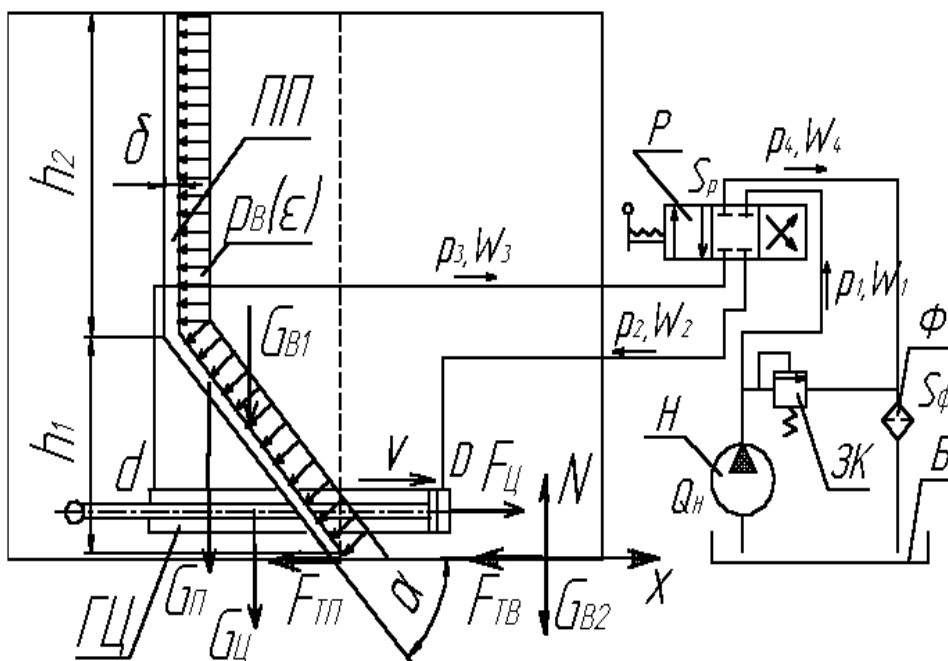 h₂
δ
ПП
pв(ε)
h₁
Gв₁
d
V
D
Fц
N
ГЦ
Gп
Gц
Fтп
α
Fтв
Gв₂
X
P
Sр
p₄,W₄
p₃,W₃
p₂,W₂
p₁,W₁
Н
Qн
ЗК
Ф
Sф
Б